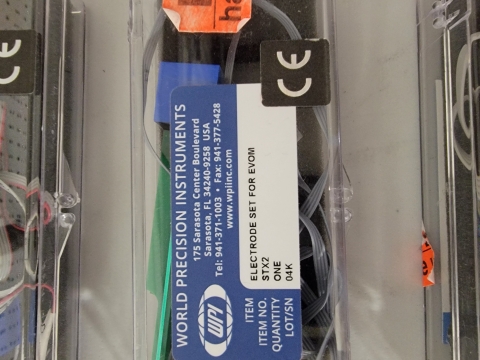 WORLD PRECISION INSTRUMENTS
175 Sarasota Center Boulevard
Sarasota, FL 34240-9258 USA
Tel: 941-371-1003 • Fax: 941-377-5428
www.wpiinc.com
WPI
ITEM ELECTRODE SET FOR EVOM
ITEM NO. STX2
QUANTITY ONE
LOT/SN 04K
CE
CE